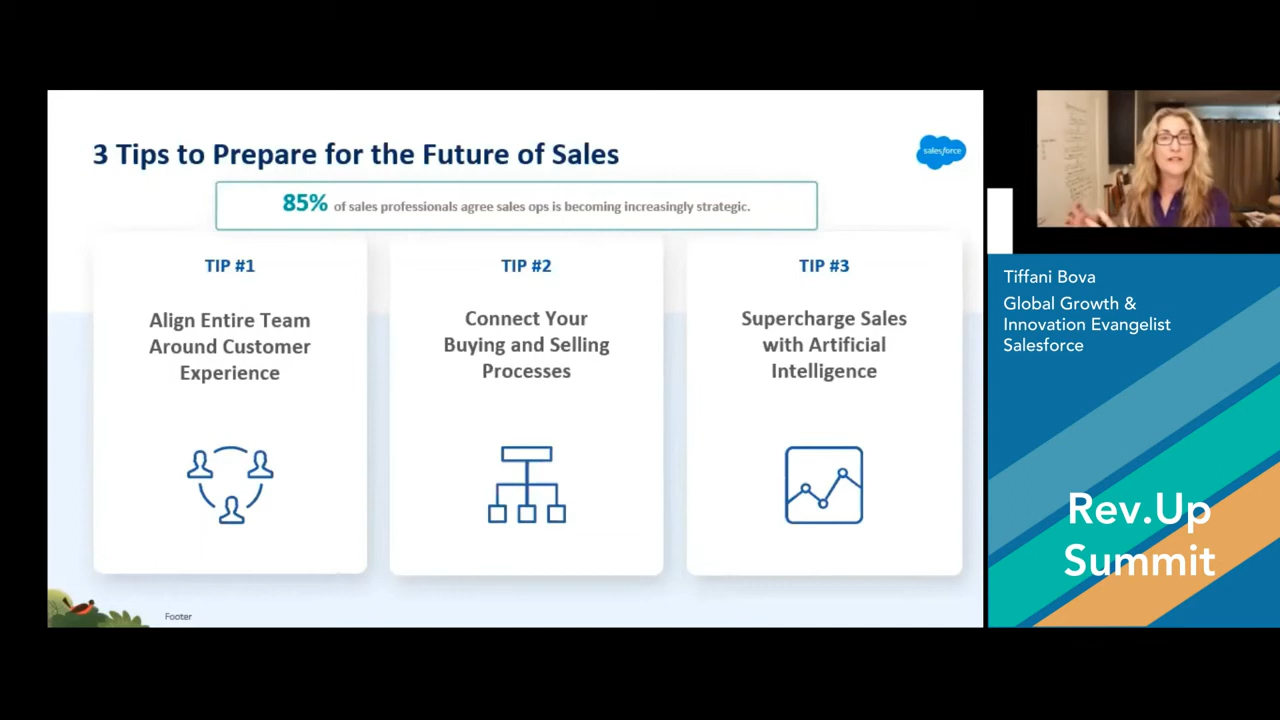 3 Tips to Prepare for the Future of Sales
salesforce
85% of sales professionals agree sales ops is becoming increasingly strategic.
TIP #1
Align Entire Team
Around Customer
Experience
TIP #2
Connect Your
Buying and Selling
Processes
TIP #3
Supercharge Sales
with Artificial
Intelligence
Footer
Tiffani Bova
Global Growth &
Innovation Evangelist
Salesforce
Rev.Up
Summit